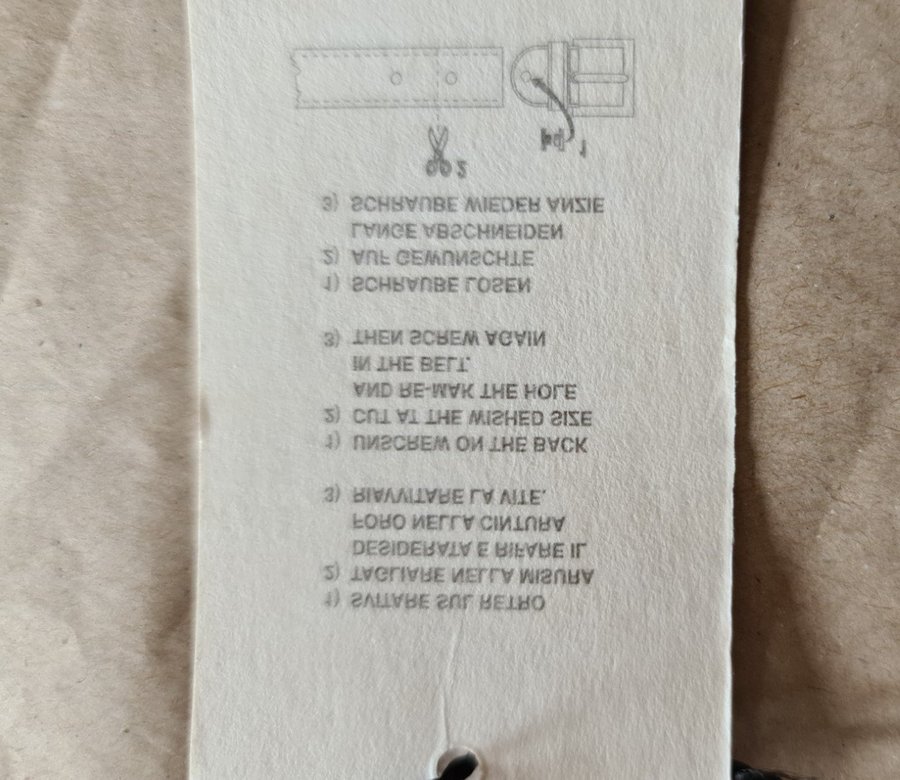 1) SVITARE SUL RETRO
2) TAGLIARE NELLA MISURA
DESIDERATA E RIFARE IL
FORO NELLA CINTURA
3) RIAVVITARE LA VITE.
1) UNSCREW ON THE BACK
2) CUT AT THE WISHED SIZE
AND RE-MAK THE HOLE
IN THE BELT.
3) THEN SCREW AGAIN
1) SCHRAUBE LOSEN
2) AUF GEWUNSCHTE
LANGE ABSCHNEIDEN
3) SCHRAUBE WIEDER ANZIE
2
1